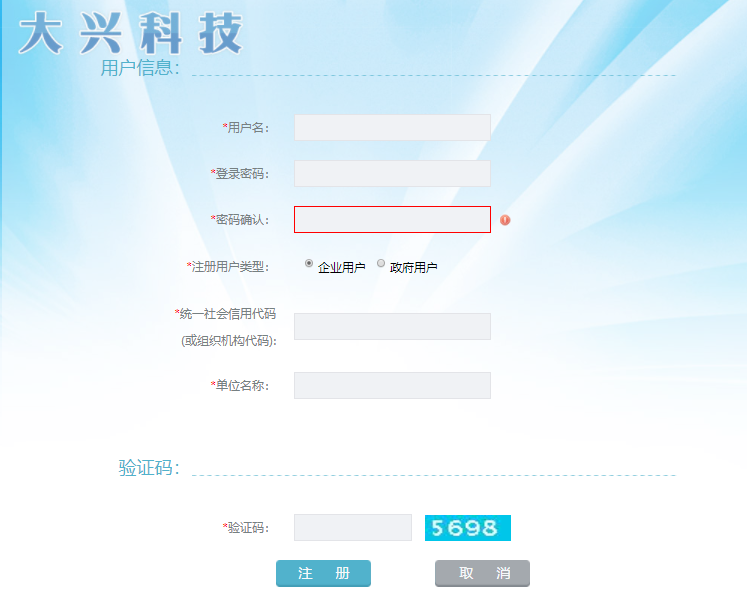 大兴科技
用户信息：
*用户名：
*登录密码：
*密码确认：
*注册用户类型： 企业用户 政府用户
*统一社会信用代码
(或组织机构代码)：
*单位名称：
验证码：
*验证码： 5698
注 册 取 消